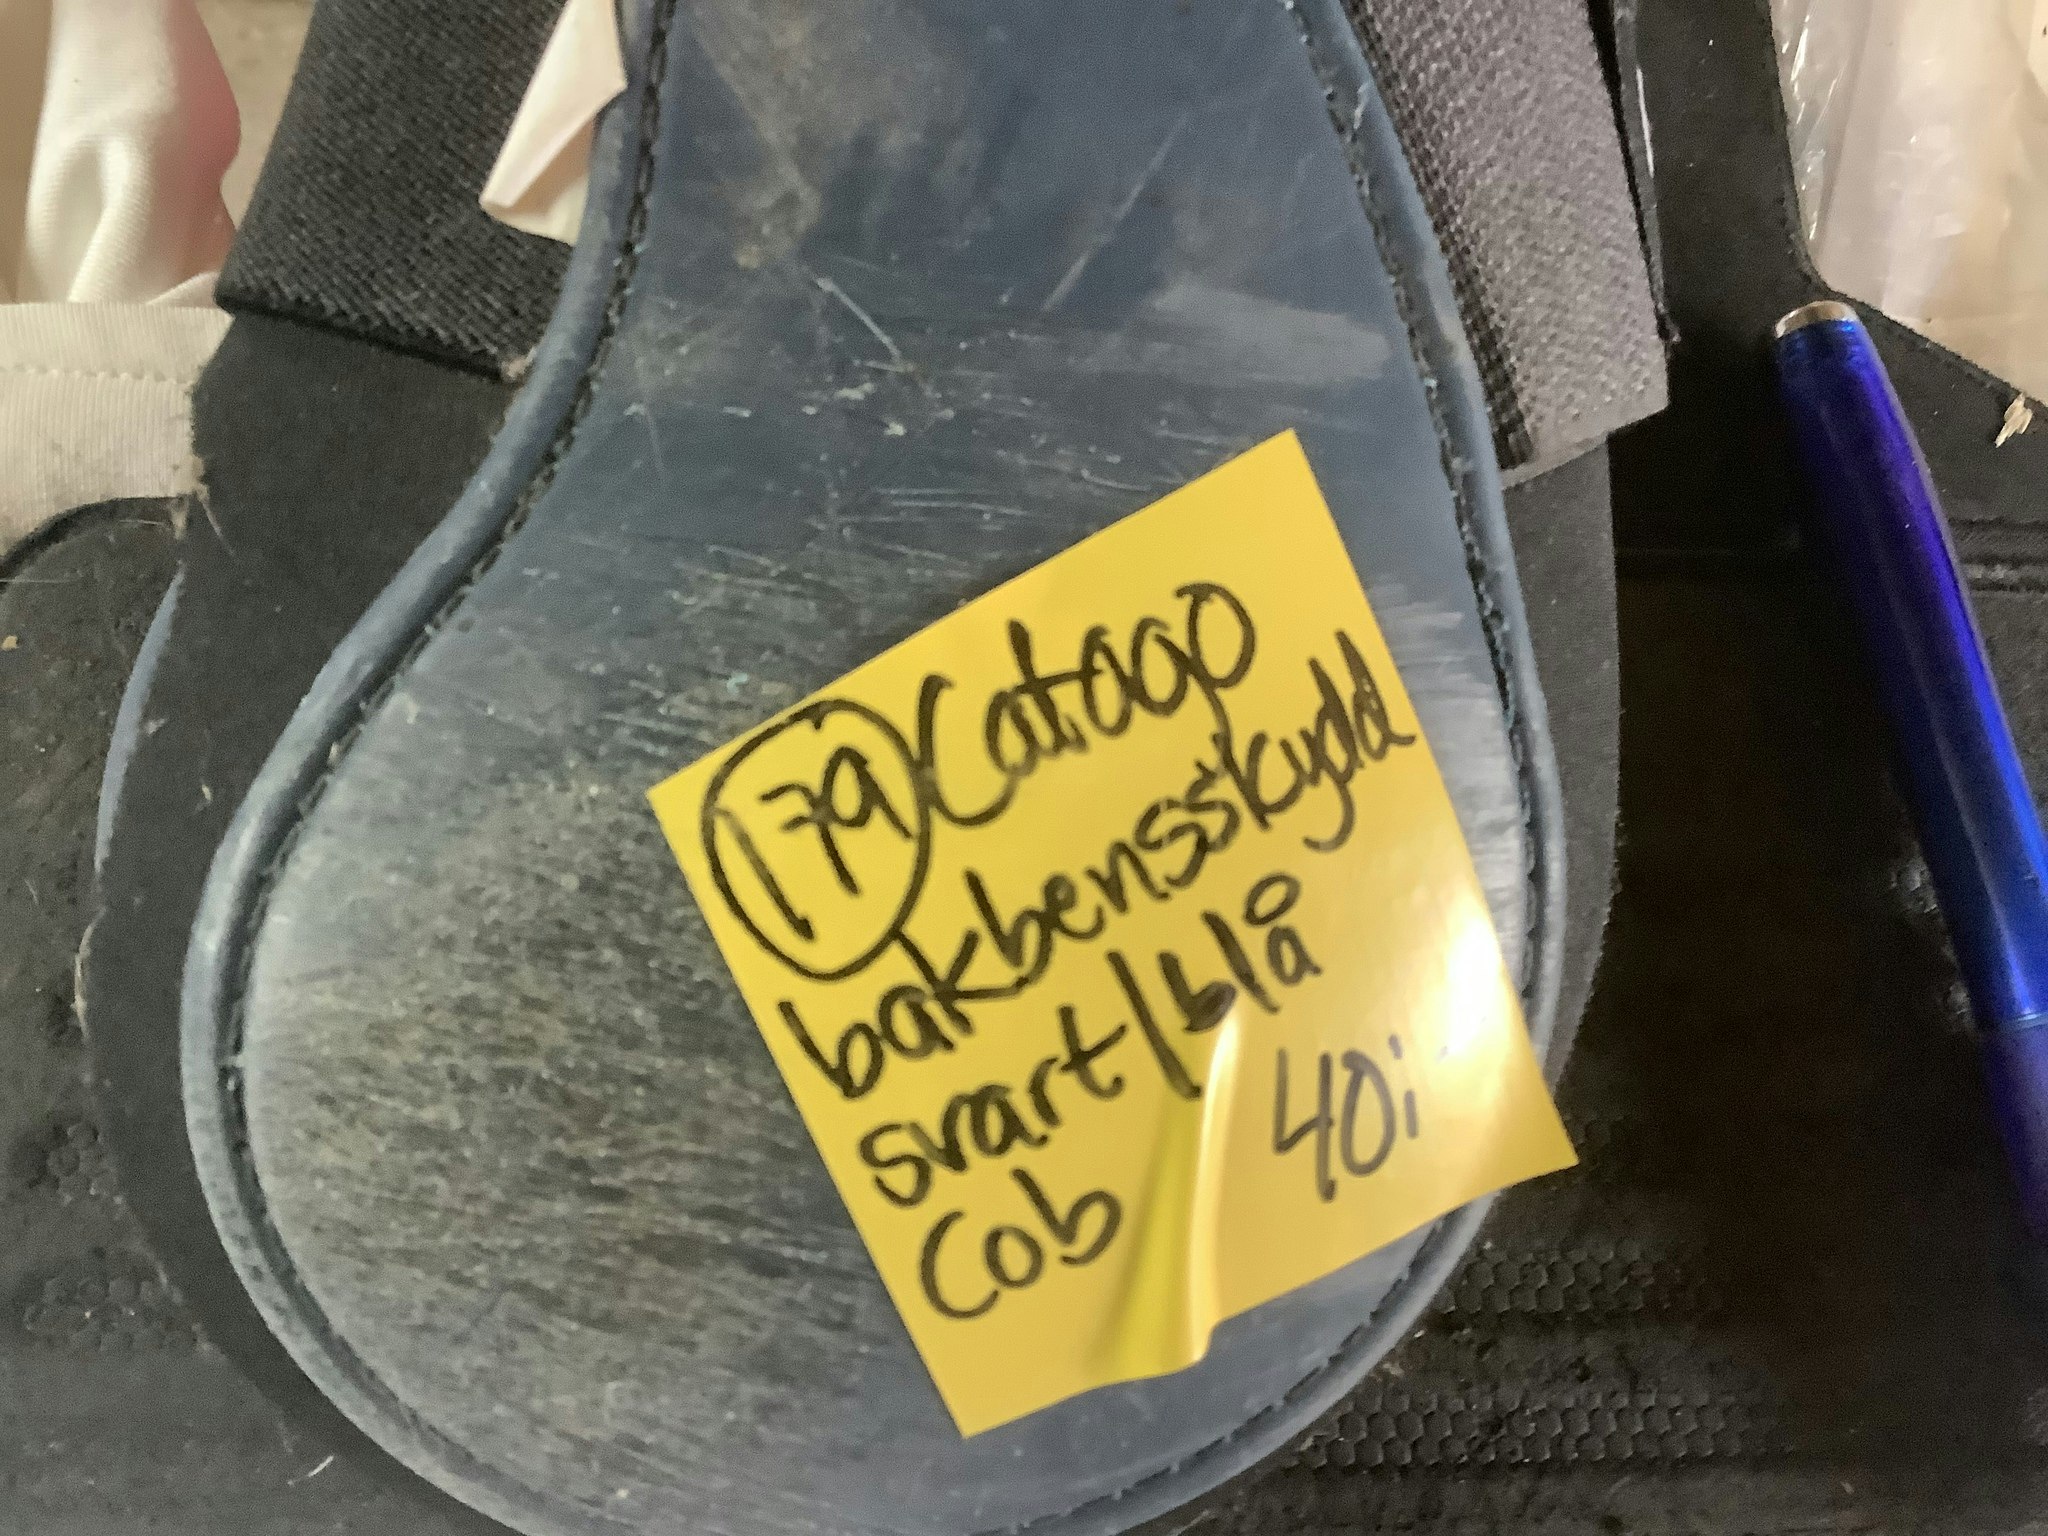 179 Catago
bakbensskydd
svart/blå
Cob 40:-